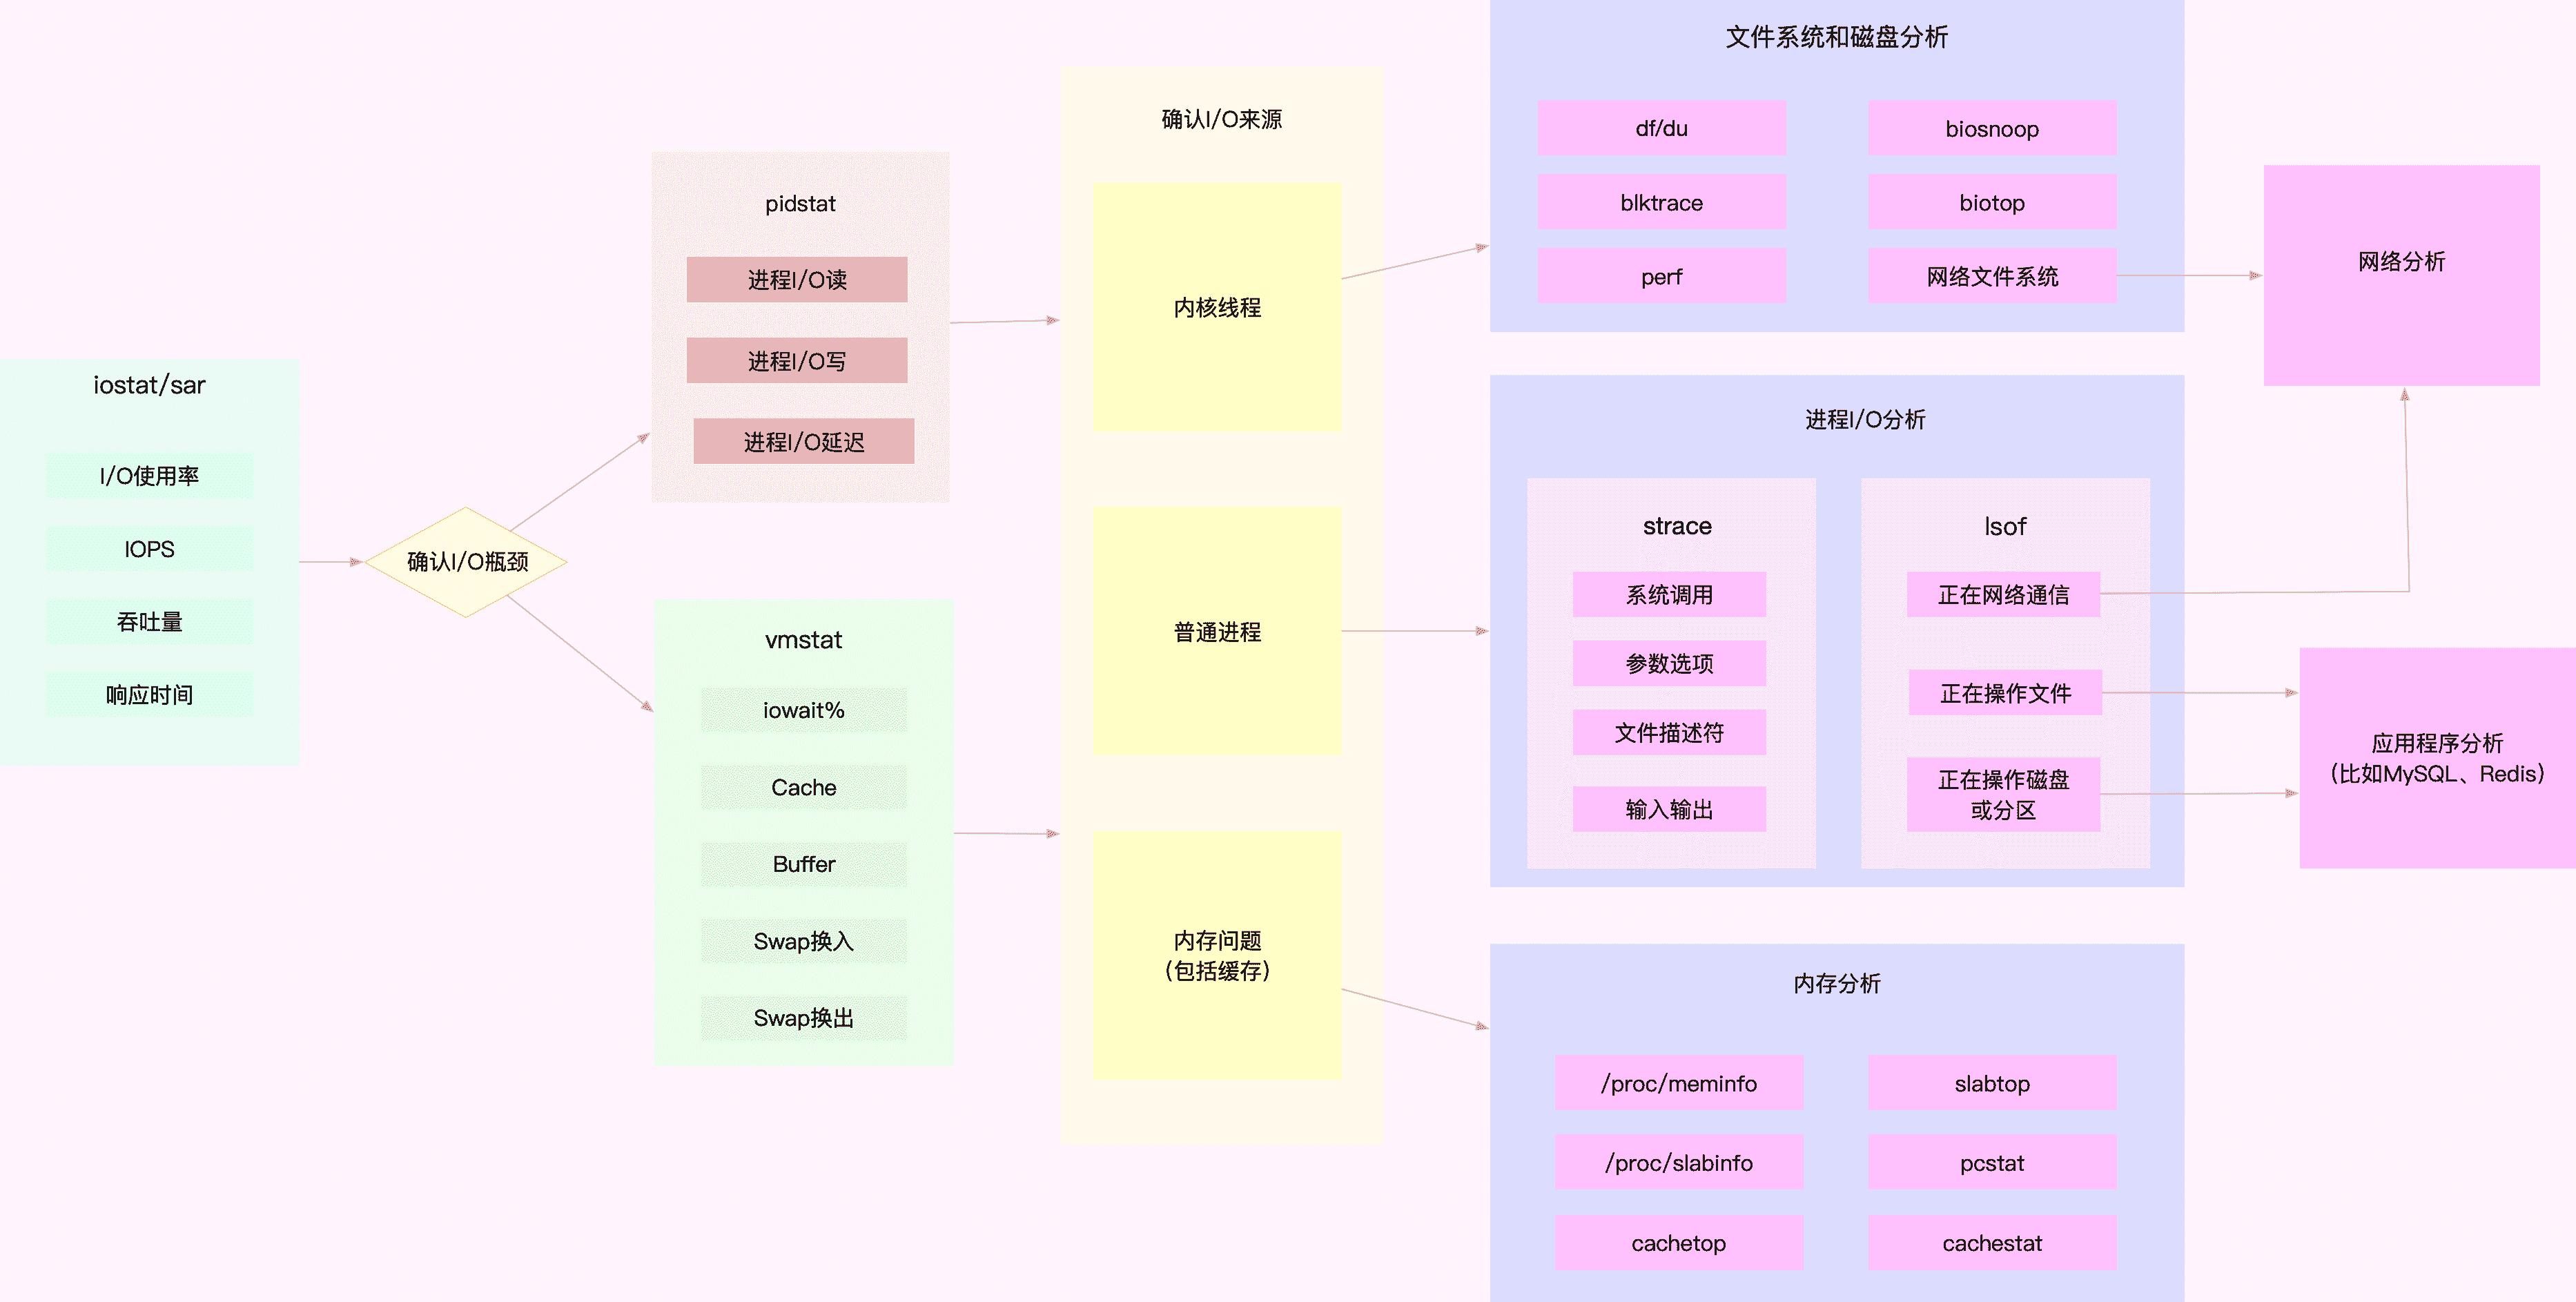 iostat/sar
I/O使用率
IOPS
吞吐量
响应时间
确认I/O瓶颈
pidstat
进程I/O读
进程I/O写
进程I/O延迟
vmstat
iowait%
Cache
Buffer
Swap换入
Swap换出
确认I/O来源
内核线程
普通进程
内存问题
（包括缓存）
文件系统和磁盘分析
df/du
biosnoop
blktrace
biotop
perf
网络文件系统
进程I/O分析
strace
系统调用
参数选项
文件描述符
输入输出
lsof
正在网络通信
正在操作文件
正在操作磁盘
或分区
内存分析
/proc/meminfo
slabtop
/proc/slabinfo
pcstat
cachetop
cachestat
网络分析
应用程序分析
（比如MySQL、Redis）